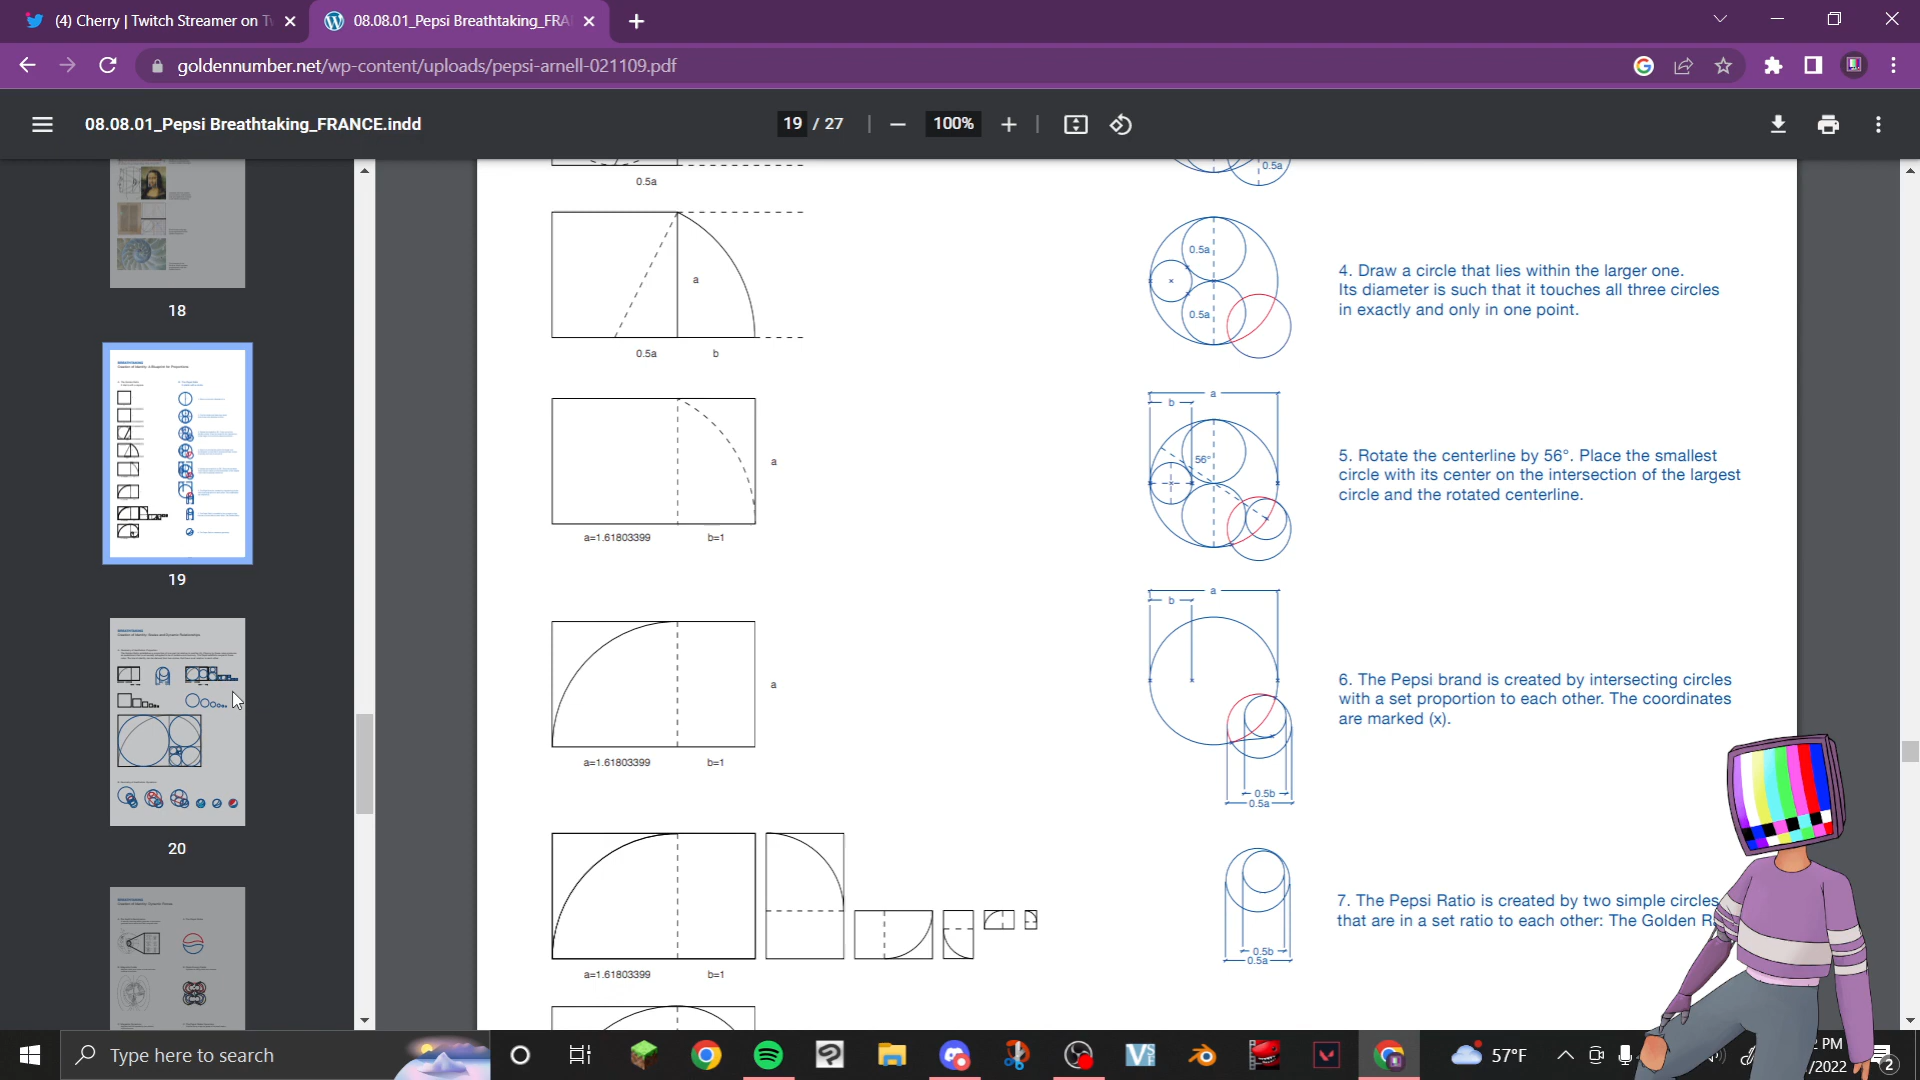 (4) Cherry | Twitch Streamer on T
08.08.01_Pepsi Breathtaking_FRA
goldennumber.net/wp-content/uploads/pepsi-arnell-021109.pdf
08.08.01_Pepsi Breathtaking_FRANCE.indd
19 / 27
100%
18
19
20
0.5a
a
0.5a b
a
a=1.61803399 b=1
a
a=1.61803399 b=1
a=1.61803399 b=1
0.5a
0.5a
0.5a
4. Draw a circle that lies within the larger one.
Its diameter is such that it touches all three circles
in exactly and only in one point.
a
b
56°
5. Rotate the centerline by 56°. Place the smallest
circle with its center on the intersection of the largest
circle and the rotated centerline.
a
b
0.5b
0.5a
6. The Pepsi brand is created by intersecting circles
with a set proportion to each other. The coordinates
are marked (x).
0.5b
0.5a
7. The Pepsi Ratio is created by two simple circles
that are in a set ratio to each other: The Golden R
Type here to search
57°F
PM
/2022
2